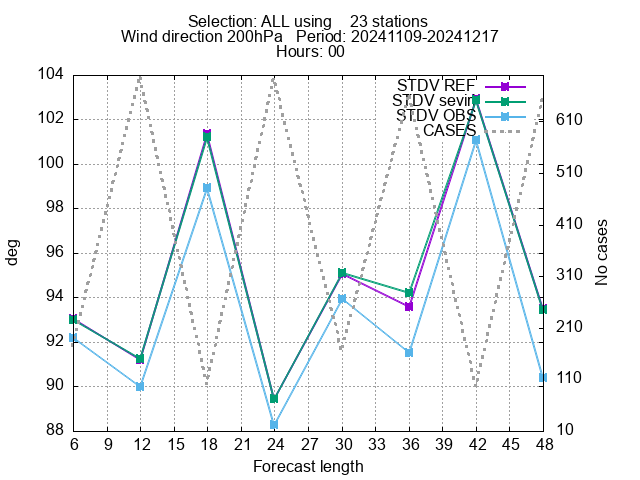 Selection: ALL using    23 stations
Wind direction 200hPa   Period: 20241109-20241217
Hours: 00
104
102
100
98
96
94
92
90
88
deg
STDV REF
STDV sevin
STDV OBS
CASES
610
510
410
310
210
110
10
No cases
6 9 12 15 18 21 24 27 30 33 36 39 42 45 48
Forecast length